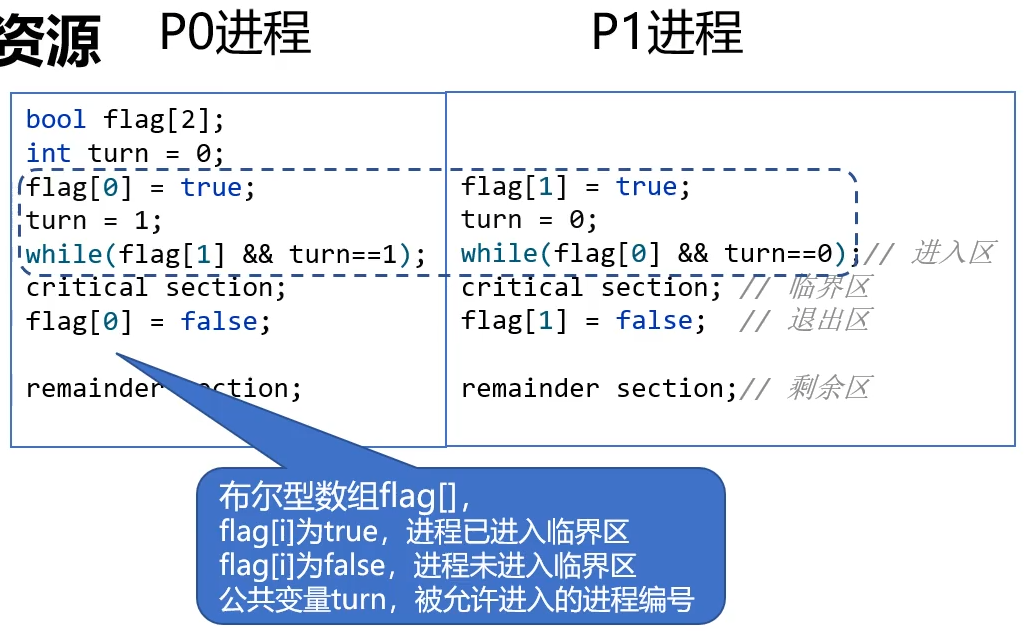 资源 P0进程 P1进程
bool flag[2];
int turn = 0;
flag[0] = true;
turn = 1;
while(flag[1] && turn==1);
critical section;
flag[0] = false;
remainder section;
flag[1] = true;
turn = 0;
while(flag[0] && turn==0);// 进入区
critical section; // 临界区
flag[1] = false; // 退出区
remainder section;// 剩余区
布尔型数组flag[],
flag[i]为true，进程已进入临界区
flag[i]为false，进程未进入临界区
公共变量turn，被允许进入的进程编号